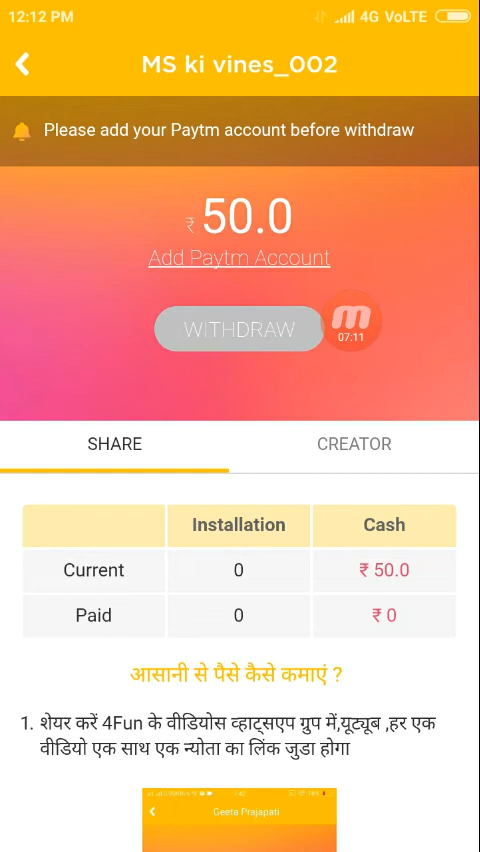 12:12 PM
4G VoLTE
MS ki vines_002
Please add your Paytm account before withdraw
₹ 50.0
Add Paytm Account
WITHDRAW
07:11
SHARE
CREATOR
Installation
Cash
Current
0
₹ 50.0
Paid
0
₹ 0
आसानी से पैसे कैसे कमाएं ?
1. शेयर करें 4Fun के वीडियोस व्हाट्सएप ग्रुप में,यूट्यूब ,हर एक
वीडियो एक साथ एक न्योता का लिंक जुडा होगा
Geeta Prajapati